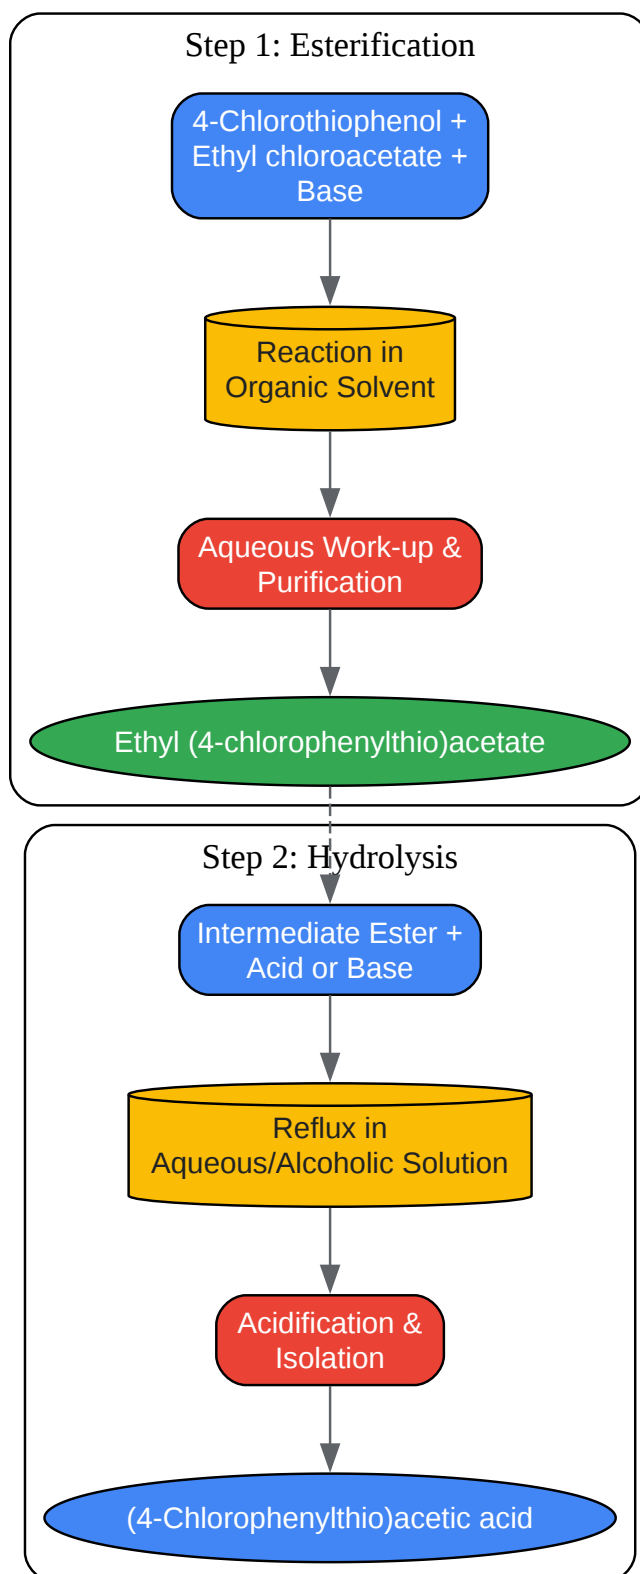 Step 1: Esterification
4-Chlorothiophenol +
Ethyl chloroacetate +
Base
Reaction in
Organic Solvent
Aqueous Work-up &
Purification
Ethyl (4-chlorophenylthio)acetate
Step 2: Hydrolysis
Intermediate Ester +
Acid or Base
Reflux in
Aqueous/Alcoholic Solution
Acidification &
Isolation
(4-Chlorophenylthio)acetic acid